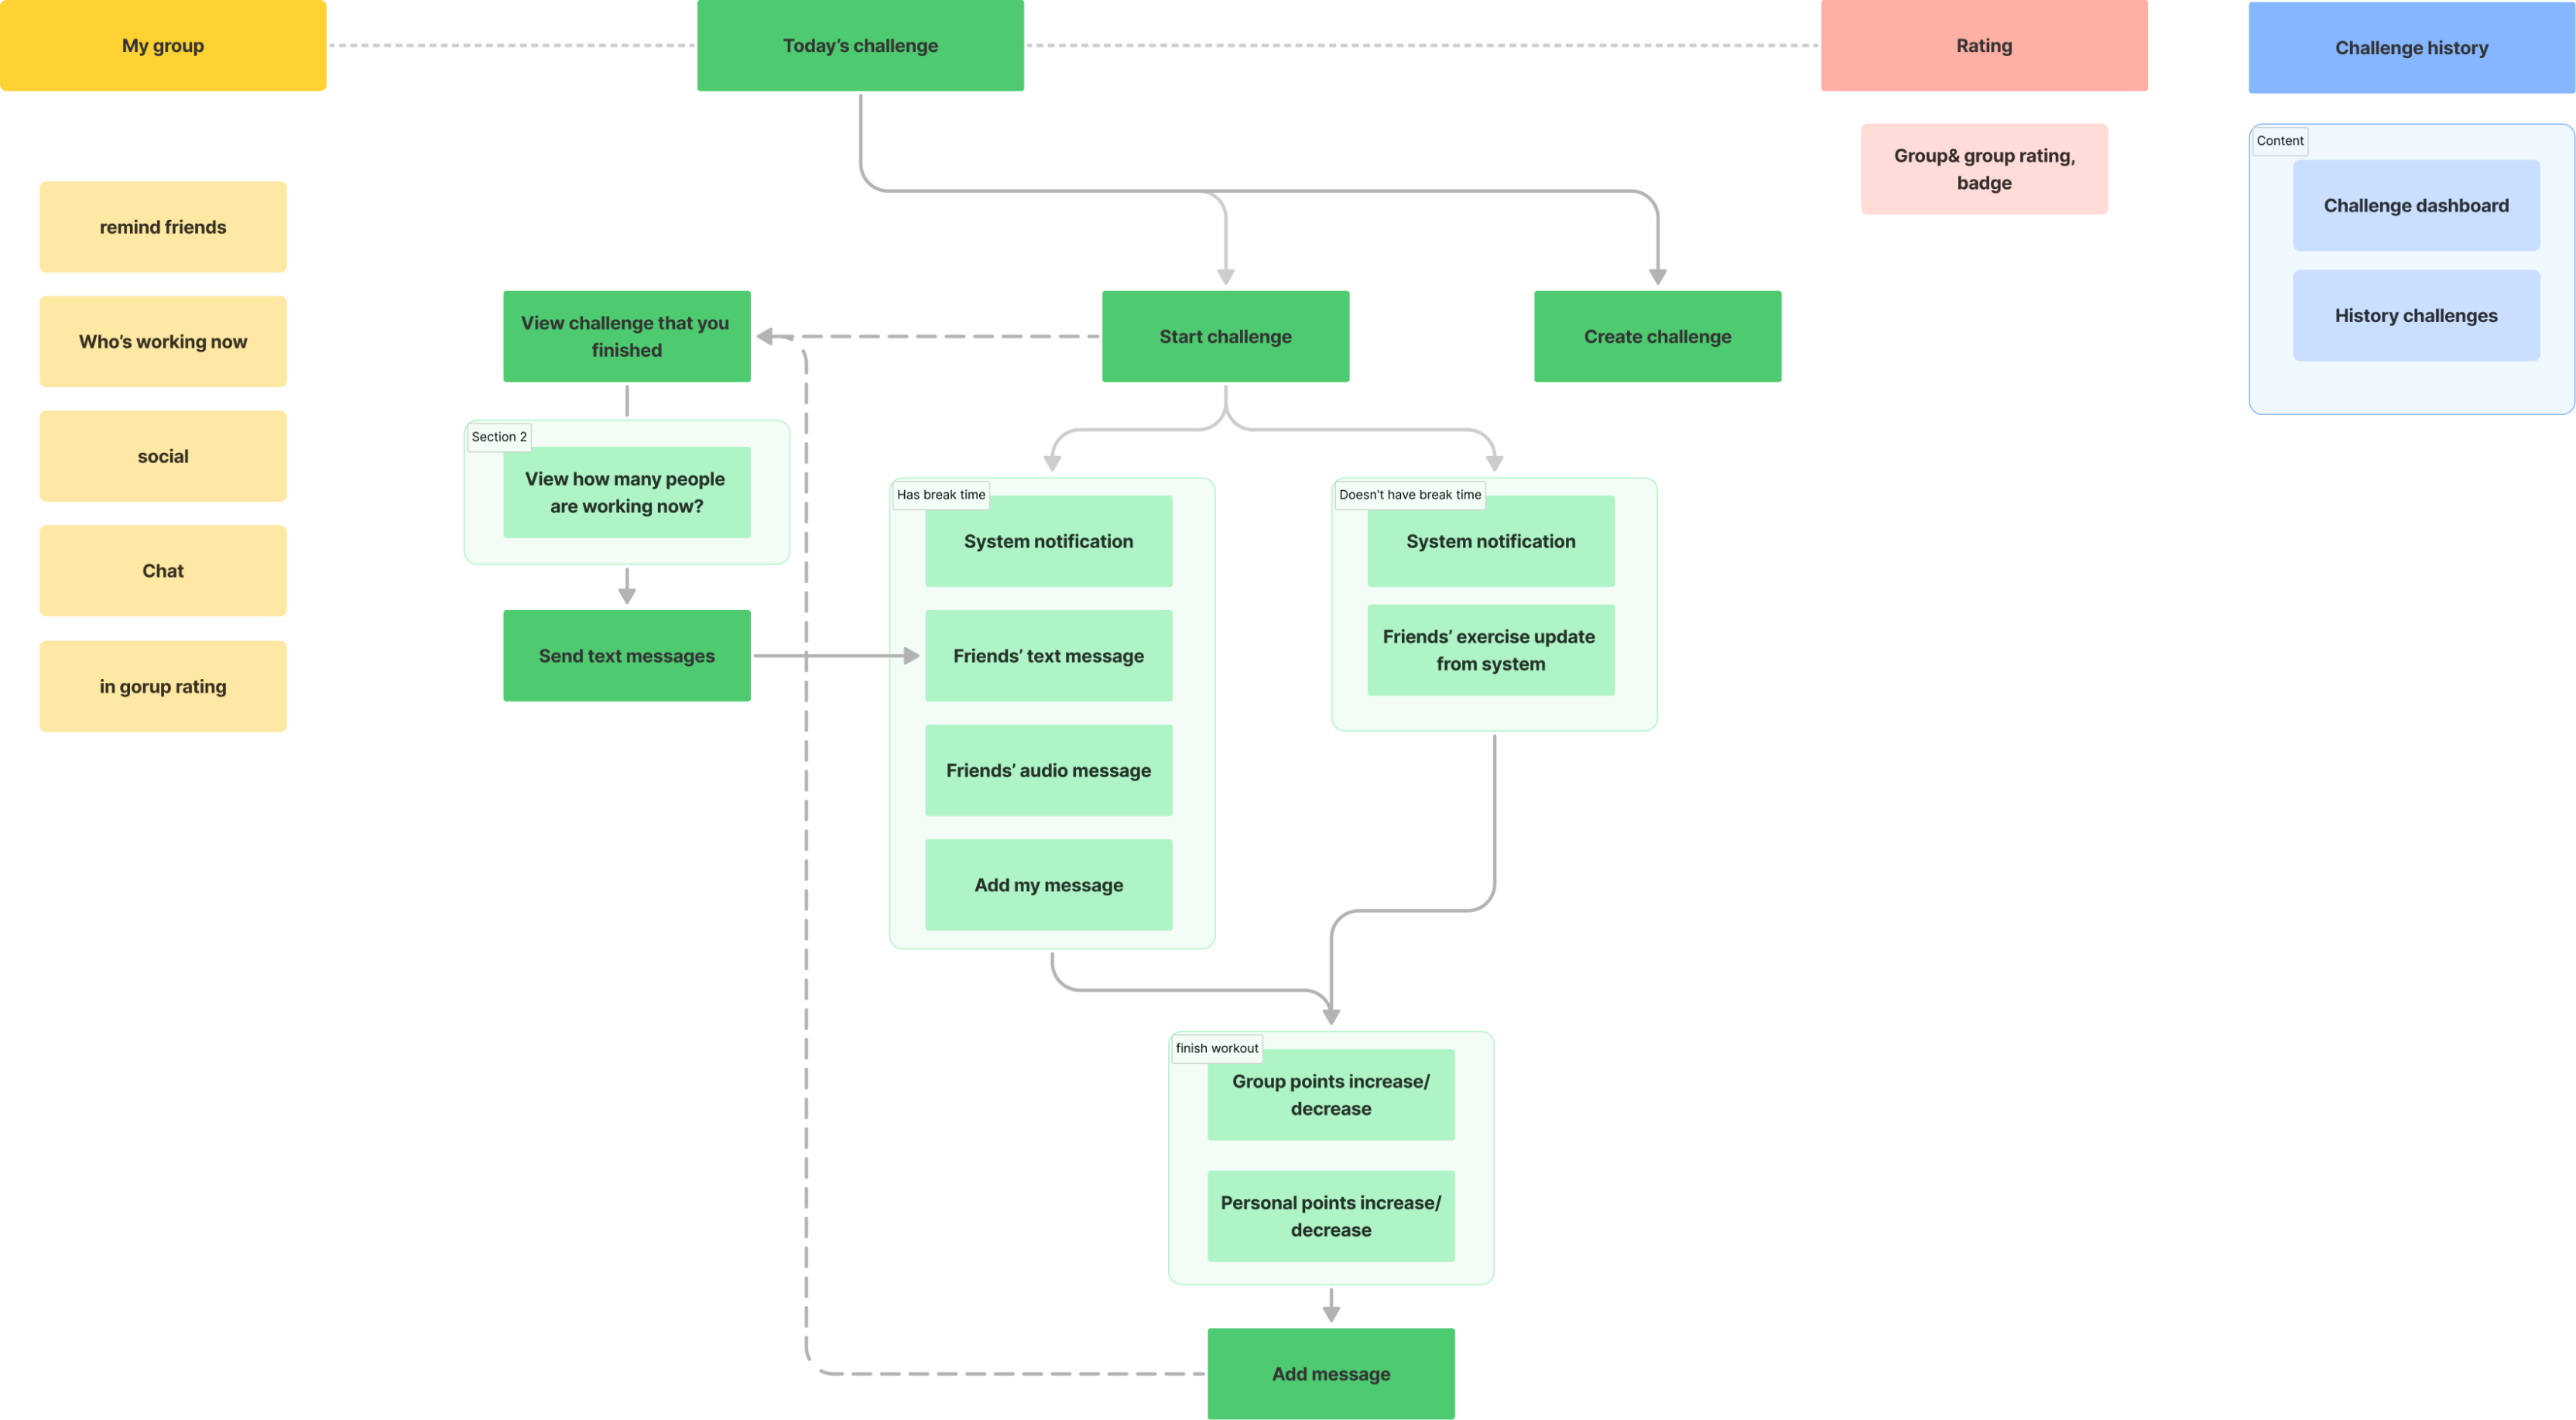 My group
Today’s challenge
Rating
Challenge history
remind friends
Who’s working now
social
Chat
in gorup rating
View challenge that you
finished
Section 2
View how many people
are working now?
Send text messages
Start challenge
Create challenge
Has break time
System notification
Friends’ text message
Friends’ audio message
Add my message
Doesn't have break time
System notification
Friends’ exercise update
from system
finish workout
Group points increase/
decrease
Personal points increase/
decrease
Add message
Group& group rating,
badge
Content
Challenge dashboard
History challenges